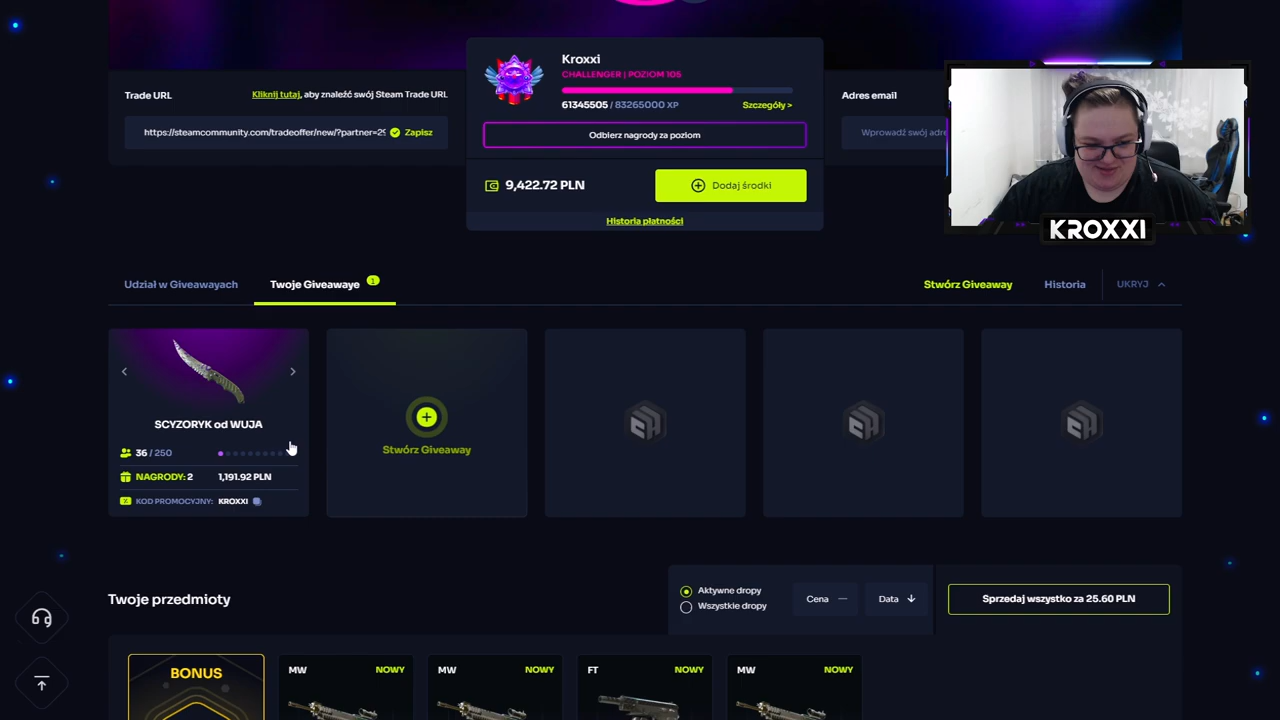 Trade URL
Kliknij tutaj, aby znaleźć swój Steam Trade URL
https://steamcommunity.com/tradeoffer/new/?partner=29
Zapisz
Kroxxi
CHALLENGER | POZIOM 105
61345505 / 83265000 XP
Szczegóły >
Odbierz nagrody za poziom
9,422.72 PLN
Dodaj środki
Historia płatności
Adres email
Wprowadź swój adre
KROXXI
Udział w Giveawayach
Twoje Giveawaye 1
Stwórz Giveaway
Historia
UKRYJ
SCYZORYK od WUJA
36 / 250
NAGRODY: 2
1,191.92 PLN
KOD PROMOCYJNY: KROXXI
Stwórz Giveaway
Twoje przedmioty
Aktywne dropy
Wszystkie dropy
Cena
Data
Sprzedaj wszystko za 25.60 PLN
BONUS
MW NOWY
MW NOWY
FT NOWY
MW NOWY